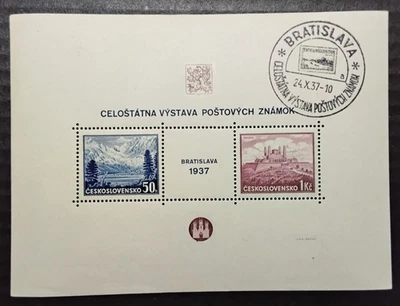 BRATISLAVA
* CELOŠTÁTNA VÝSTAVA POŠTOVÝCH ZNÁMOK *
24.X.37-10
a
CELOŠTÁTNA VÝSTAVA POŠTOVÝCH ZNÁMOK
BRATISLAVA
1937
50h
ČESKOSLOVENSKO
1Kč
ČESKOSLOVENSKO